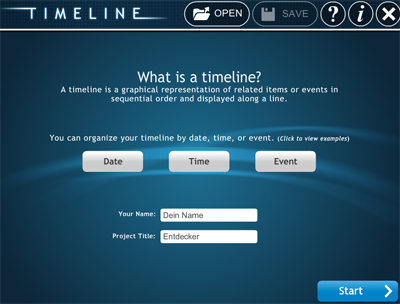 TIMELINE
OPEN
SAVE
?
i
What is a timeline?
A timeline is a graphical representation of related items or events in
sequential order and displayed along a line.
You can organize your timeline by date, time, or event. (Click to view examples)
Date
Time
Event
Your Name: Dein Name
Project Title: Entdecker
Start